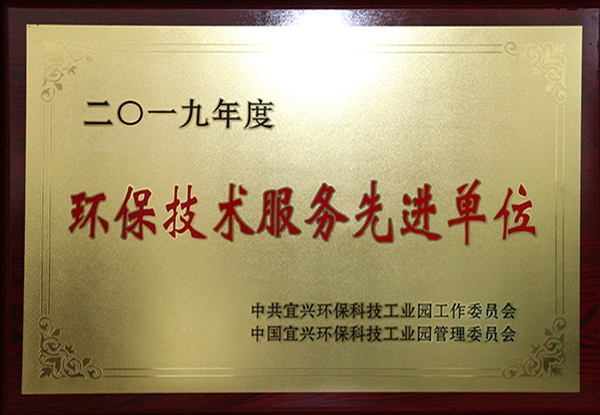 二〇一九年度
环保技术服务先进单位
中共宜兴环保科技工业园工作委员会
中国宜兴环保科技工业园管理委员会